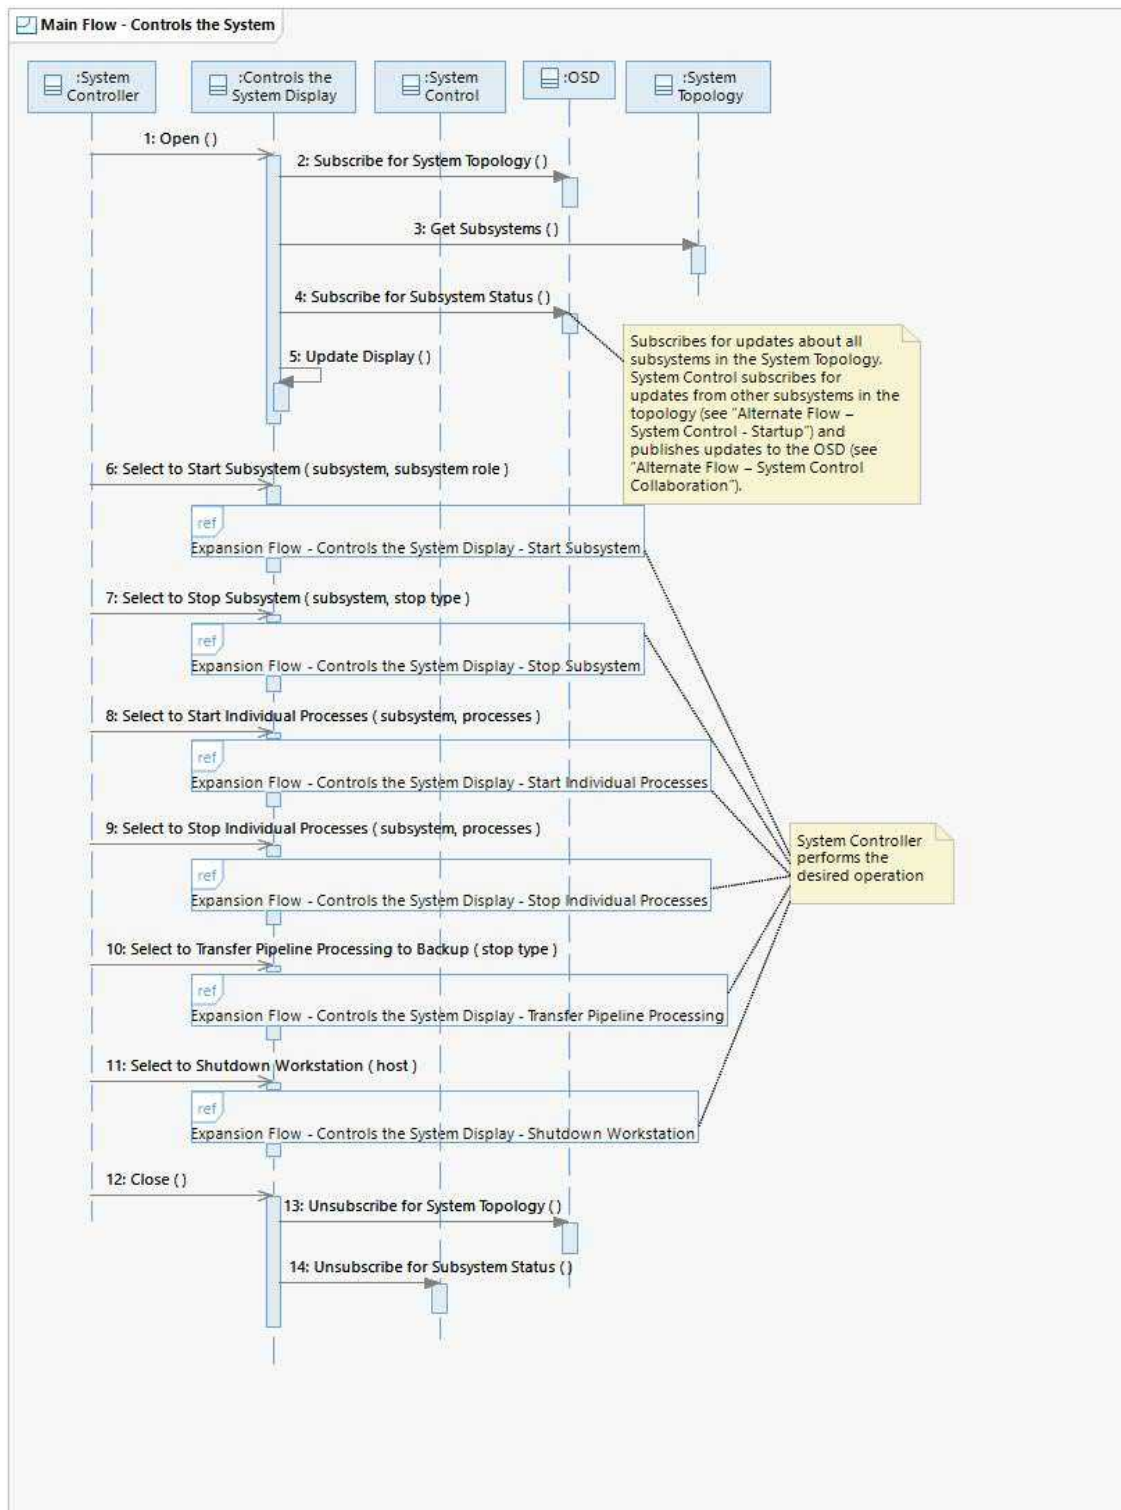 Main Flow - Controls the System
:System
Controller
:Controls the
System Display
:System
Control
:OSD
:System
Topology
1: Open ( )
2: Subscribe for System Topology ( )
3: Get Subsystems ( )
4: Subscribe for Subsystem Status ( )
Subscribes for updates about all
subsystems in the System Topology.
System Control subscribes for
updates from other subsystems in the
topology (see "Alternate Flow –
System Control - Startup") and
publishes updates to the OSD (see
"Alternate Flow – System Control
Collaboration").
5: Update Display ( )
6: Select to Start Subsystem ( subsystem, subsystem role )
ref
Expansion Flow - Controls the System Display - Start Subsystem
7: Select to Stop Subsystem ( subsystem, stop type )
ref
Expansion Flow - Controls the System Display - Stop Subsystem
8: Select to Start Individual Processes ( subsystem, processes )
ref
Expansion Flow - Controls the System Display - Start Individual Processes
9: Select to Stop Individual Processes ( subsystem, processes )
System Controller
performs the
desired operation
ref
Expansion Flow - Controls the System Display - Stop Individual Processes
10: Select to Transfer Pipeline Processing to Backup ( stop type )
ref
Expansion Flow - Controls the System Display - Transfer Pipeline Processing
11: Select to Shutdown Workstation ( host )
ref
Expansion Flow - Controls the System Display - Shutdown Workstation
12: Close ( )
13: Unsubscribe for System Topology ( )
14: Unsubscribe for Subsystem Status ( )